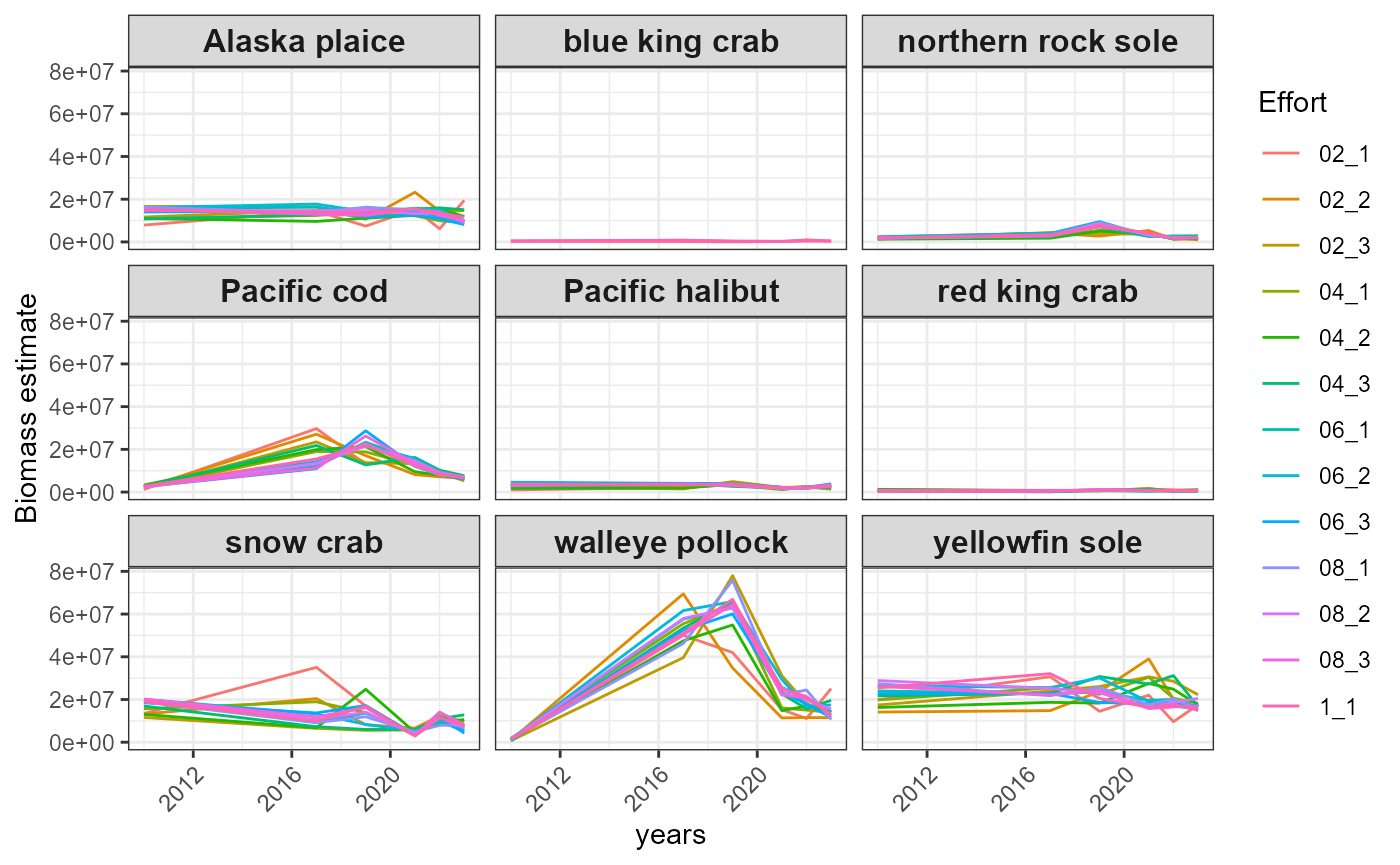 Alaska plaice blue king crab northern rock sole
8e+07
6e+07
4e+07
2e+07
0e+00
Pacific cod Pacific halibut red king crab
8e+07
6e+07
4e+07
2e+07
0e+00
snow crab walleye pollock yellowfin sole
8e+07
6e+07
4e+07
2e+07
0e+00
2012 2016 2020 2012 2016 2020 2012 2016 2020
years
Biomass estimate
Effort
02_1
02_2
02_3
04_1
04_2
04_3
06_1
06_2
06_3
08_1
08_2
08_3
1_1